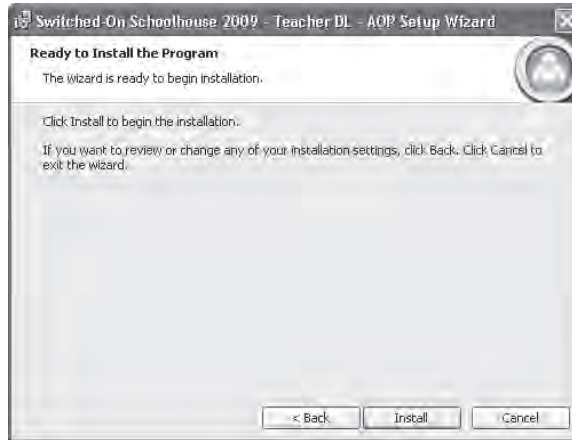 Switched-On Schoolhouse 2009 - Teacher DL - AOP Setup Wizard
Ready to Install the Program
The wizard is ready to begin installation.
Click Install to begin the installation.
If you want to review or change any of your installation settings, click Back. Click Cancel to
exit the wizard.
< Back Install Cancel